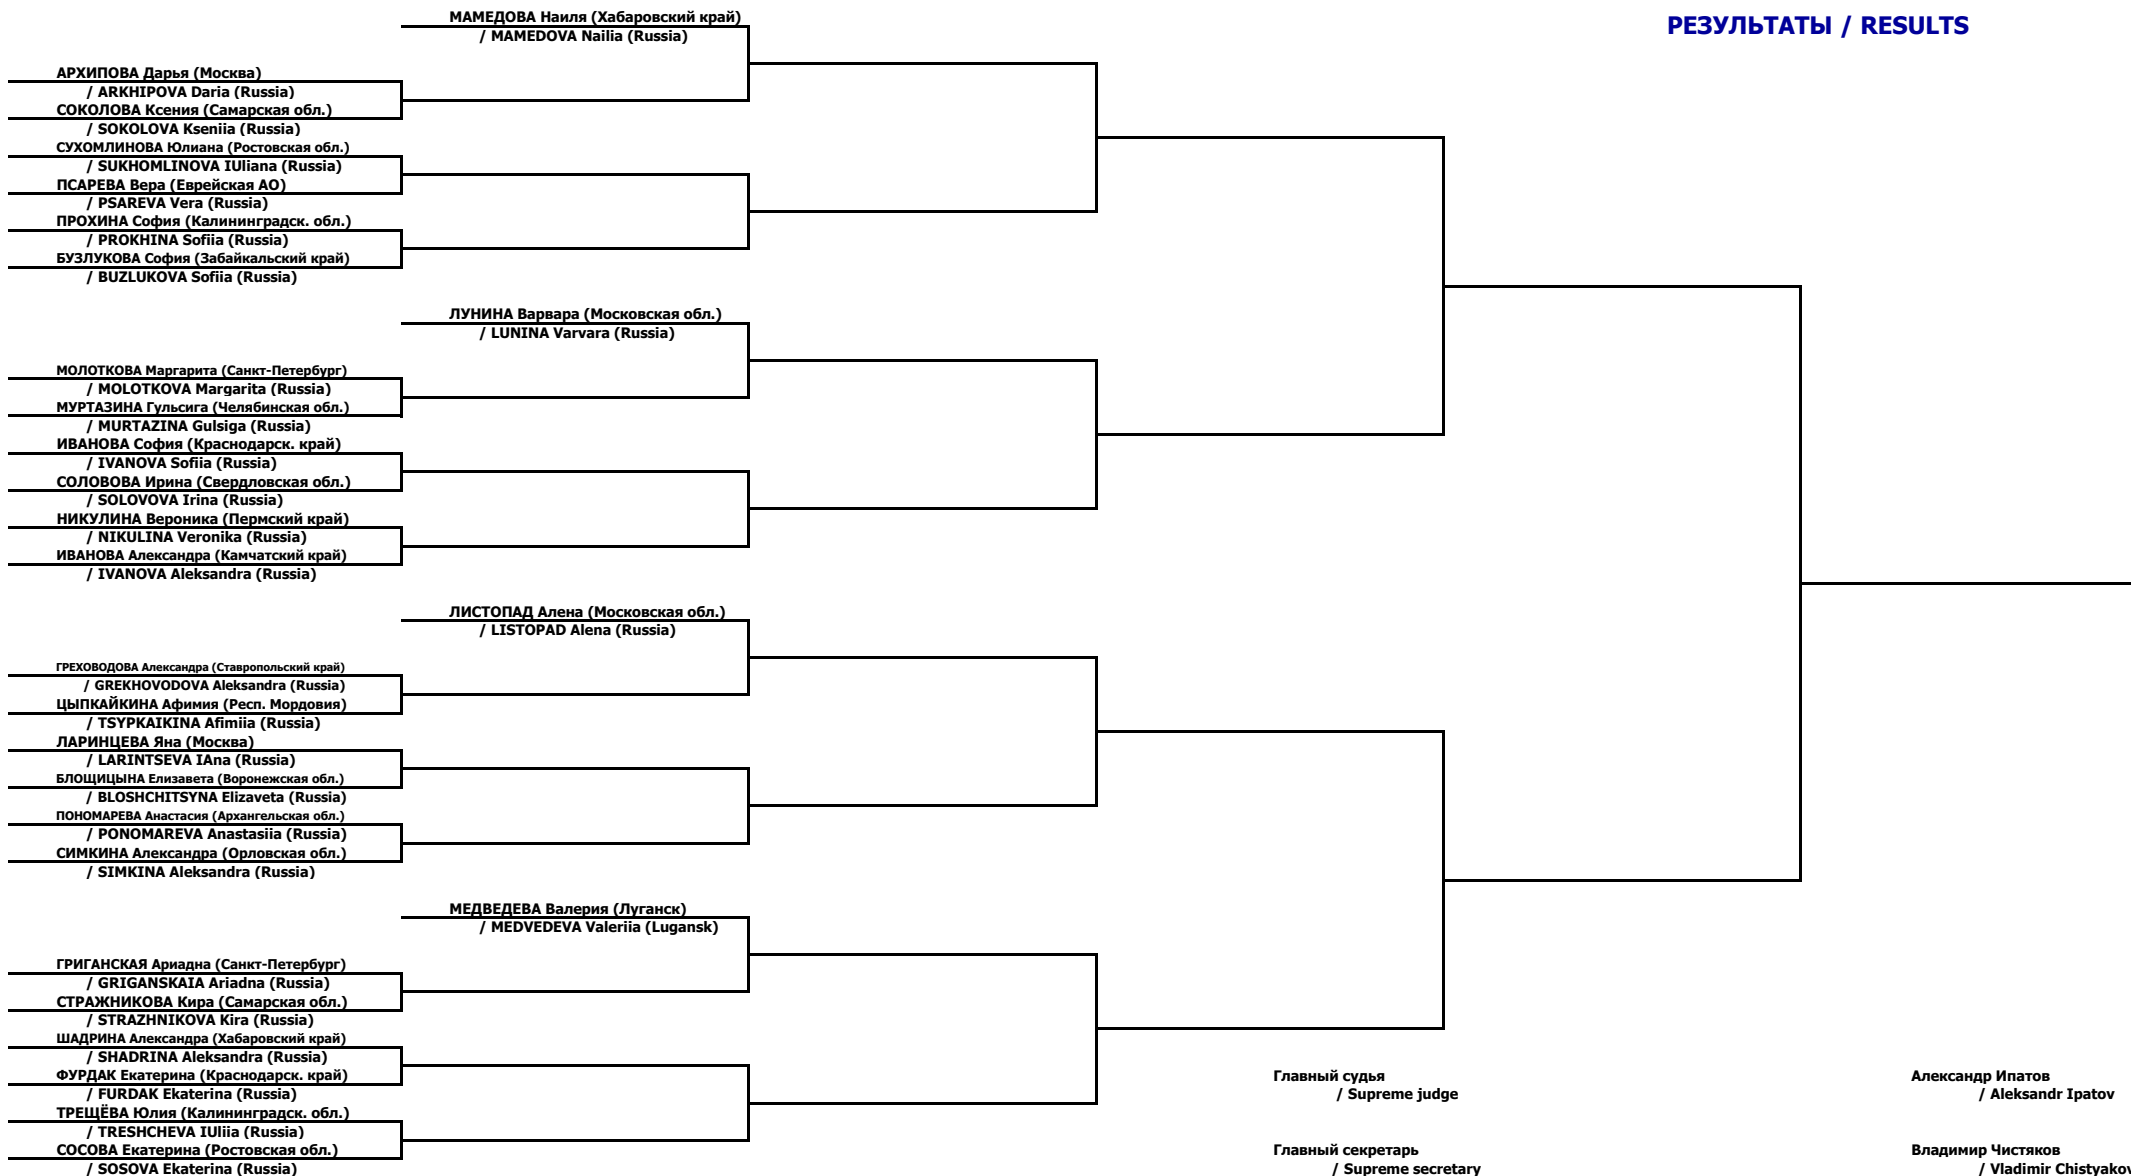 МАМЕДОВА Наиля (Хабаровский край)
/ MAMEDOVA Nailia (Russia)
РЕЗУЛЬТАТЫ / RESULTS
АРХИПОВА Дарья (Москва)
/ ARKHIPOVA Daria (Russia)
СОКОЛОВА Ксения (Самарская обл.)
/ SOKOLOVA Kseniia (Russia)
СУХОМЛИНОВА Юлиана (Ростовская обл.)
/ SUKHOMLINOVA IUliana (Russia)
ПСАРЕВА Вера (Еврейская АО)
/ PSAREVA Vera (Russia)
ПРОХИНА София (Калининградск. обл.)
/ PROKHINA Sofiia (Russia)
БУЗЛУКОВА София (Забайкальский край)
/ BUZLUKOVA Sofiia (Russia)
ЛУНИНА Варвара (Московская обл.)
/ LUNINA Varvara (Russia)
МОЛОТКОВА Маргарита (Санкт-Петербург)
/ MOLOTKOVA Margarita (Russia)
МУРТАЗИНА Гульсига (Челябинская обл.)
/ MURTAZINA Gulsiga (Russia)
ИВАНОВА София (Краснодарск. край)
/ IVANOVA Sofiia (Russia)
СОЛОВОВА Ирина (Свердловская обл.)
/ SOLOVOVA Irina (Russia)
НИКУЛИНА Вероника (Пермский край)
/ NIKULINA Veronika (Russia)
ИВАНОВА Александра (Камчатский край)
/ IVANOVA Aleksandra (Russia)
ЛИСТОПАД Алена (Московская обл.)
/ LISTOPAD Alena (Russia)
ГРЕХОВОДОВА Александра (Ставропольский край)
/ GREKHOVODOVA Aleksandra (Russia)
ЦЫПКАЙКИНА Афимия (Респ. Мордовия)
/ TSYPKAIKINA Afimiia (Russia)
ЛАРИНЦЕВА Яна (Москва)
/ LARINTSEVA IAna (Russia)
БЛОЩИЦЫНА Елизавета (Воронежская обл.)
/ BLOSHCHITSYNA Elizaveta (Russia)
ПОНОМАРЕВА Анастасия (Архангельская обл.)
/ PONOMAREVA Anastasiia (Russia)
СИМКИНА Александра (Орловская обл.)
/ SIMKINA Aleksandra (Russia)
МЕДВЕДЕВА Валерия (Луганск)
/ MEDVEDEVA Valeriia (Lugansk)
ГРИГАНСКАЯ Ариадна (Санкт-Петербург)
/ GRIGANSKAIA Ariadna (Russia)
СТРАЖНИКОВА Кира (Самарская обл.)
/ STRAZHNIKOVA Kira (Russia)
ШАДРИНА Александра (Хабаровский край)
/ SHADRINA Aleksandra (Russia)
ФУРДАК Екатерина (Краснодарск. край)
/ FURDAK Ekaterina (Russia)
ТРЕЩЁВА Юлия (Калининградск. обл.)
/ TRESHCHEVA IUliia (Russia)
СОСОВА Екатерина (Ростовская обл.)
/ SOSOVA Ekaterina (Russia)
Главный судья
/ Supreme judge
Александр Ипатов
/ Aleksandr Ipatov
Главный секретарь
/ Supreme secretary
Владимир Чистяков
/ Vladimir Chistyakov